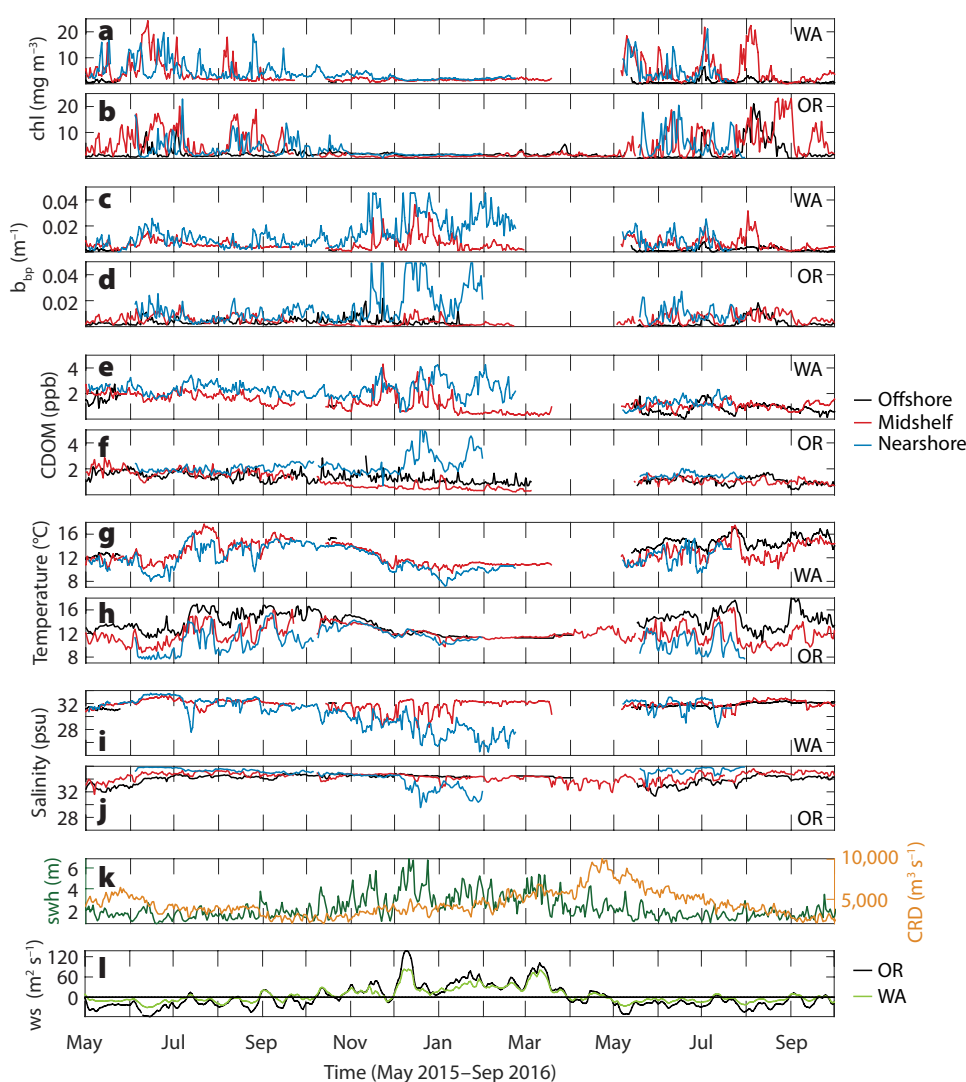 a
WA
20
10
chl (mg m⁻³)
b
OR
20
10
c
WA
0.04
0.02
b_bp (m⁻¹)
d
OR
0.04
0.02
e
WA
4
2
CDOM (ppb)
f
OR
4
2
Offshore
Midshelf
Nearshore
g
WA
16
12
8
Temperature (°C)
h
OR
16
12
8
i
WA
32
28
Salinity (psu)
j
OR
32
28
k
6
4
2
swh (m)
10,000
5,000
CRD (m³ s⁻¹)
l
120
60
0
ws (m² s⁻¹)
OR
WA
May Jul Sep Nov Jan Mar May Jul Sep
Time (May 2015–Sep 2016)